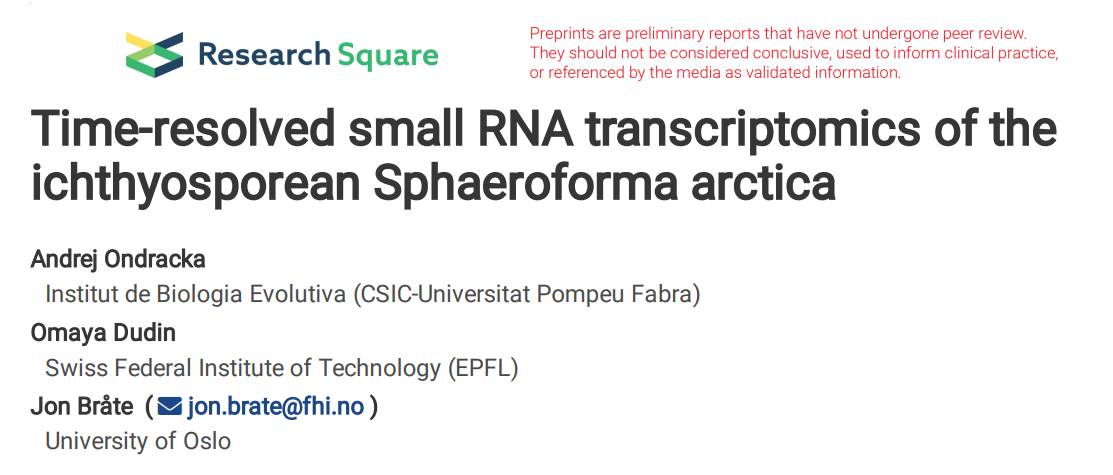 Research Square
Preprints are preliminary reports that have not undergone peer review.
They should not be considered conclusive, used to inform clinical practice,
or referenced by the media as validated information.
Time-resolved small RNA transcriptomics of the
ichthyosporean Sphaeroforma arctica
Andrej Ondracka
Institut de Biologia Evolutiva (CSIC-Universitat Pompeu Fabra)
Omaya Dudin
Swiss Federal Institute of Technology (EPFL)
Jon Bråte ( jon.brate@fhi.no )
University of Oslo